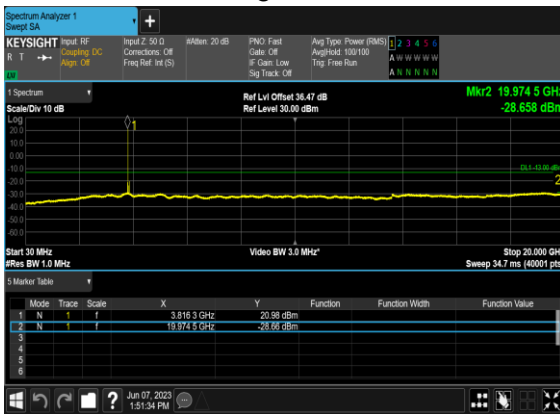 Spectrum Analyzer 1
Swept SA
KEYSIGHT
R T
LV
Input: RF
Coupling: DC
Align: Off
Input Z: 50 Ω
Corrections: Off
Freq Ref: Int (S)
#Atten: 20 dB
PNO: Fast
Gate: Off
IF Gain: Low
Sig Track: Off
Avg Type: Power (RMS)
Avg|Hold: 100/100
Trig: Free Run
1 2 3 4 5 6
A W W W W W
A N N N N N
1 Spectrum
Scale/Div 10 dB
Ref Lvl Offset 36.47 dB
Ref Level 30.00 dBm
Mkr2 19.974 5 GHz
-28.658 dBm
Log
20.0
10.0
0.00
-10.0
-20.0
-30.0
-40.0
-50.0
-60.0
1
DL1 -13.00 dBm
2
Start 30 MHz
#Res BW 1.0 MHz
Video BW 3.0 MHz*
Stop 20.000 GH
Sweep 34.7 ms (40001 pts
5 Marker Table
Mode Trace Scale X Y Function Function Width Function Value
1 N 1 f 3.816 3 GHz 20.98 dBm
2 N 1 f 19.974 5 GHz -28.66 dBm
3
4
5
6
?
Jun 07, 2023
1:51:34 PM